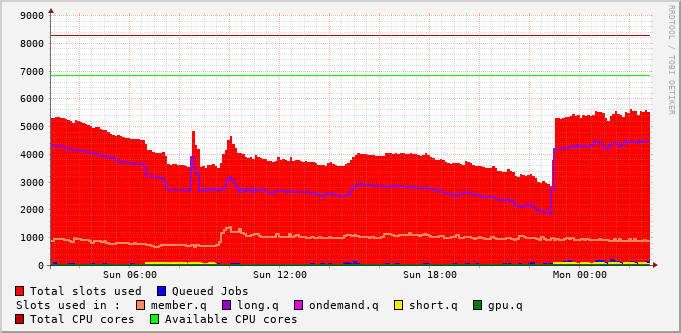 RRDTOOL / TOBI OETIKER
9000
8000
7000
6000
5000
4000
3000
2000
1000
0
Sun 06:00 Sun 12:00 Sun 18:00 Mon 00:00
Total slots used Queued Jobs
Slots used in : member.q long.q ondemand.q short.q gpu.q
Total CPU cores Available CPU cores